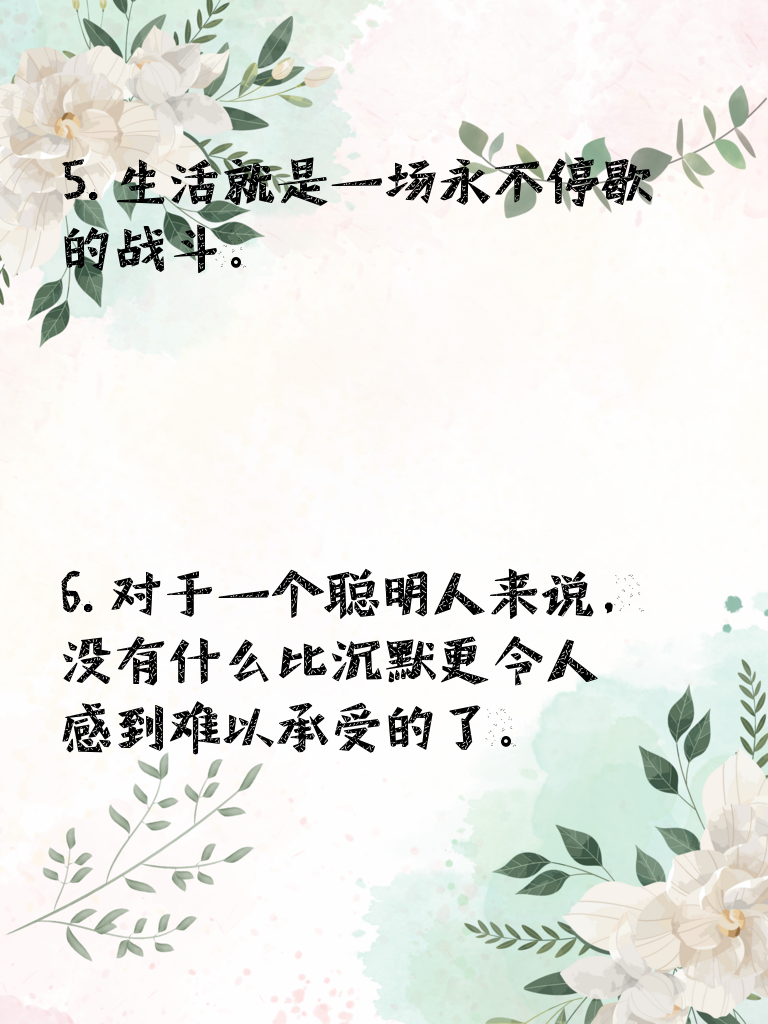 5. 生活就是一场永不停歇
的战斗。
6. 对于一个聪明人来说，
没有什么比沉默更令人
感到难以承受的了。